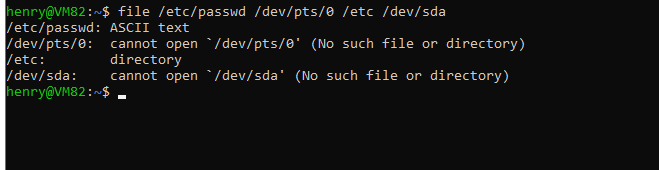 henry@VM82:~$ file /etc/passwd /dev/pts/0 /etc /dev/sda
/etc/passwd: ASCII text
/dev/pts/0:  cannot open `/dev/pts/0' (No such file or directory)
/etc:        directory
/dev/sda:    cannot open `/dev/sda' (No such file or directory)
henry@VM82:~$